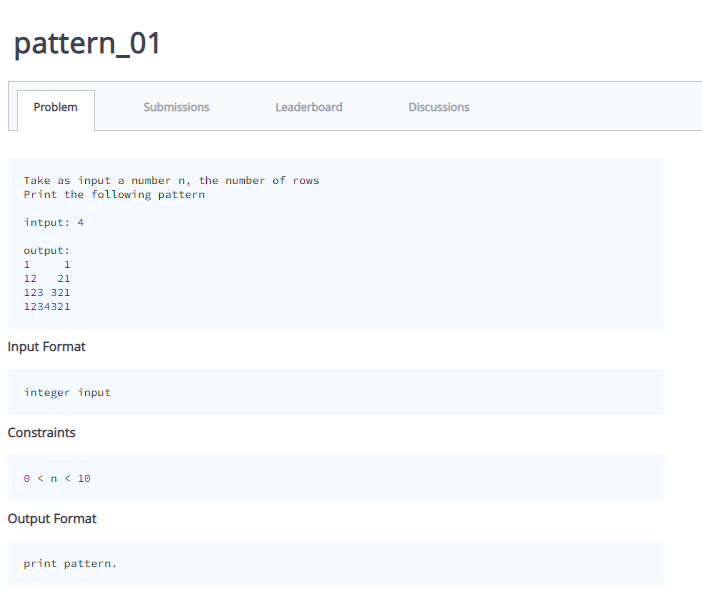 pattern_01
Problem Submissions Leaderboard Discussions
Take as input a number n, the number of rows
Print the following pattern
intput: 4
output:
1     1
12   21
123 321
1234321
Input Format
integer input
Constraints
0 < n < 10
Output Format
print pattern.